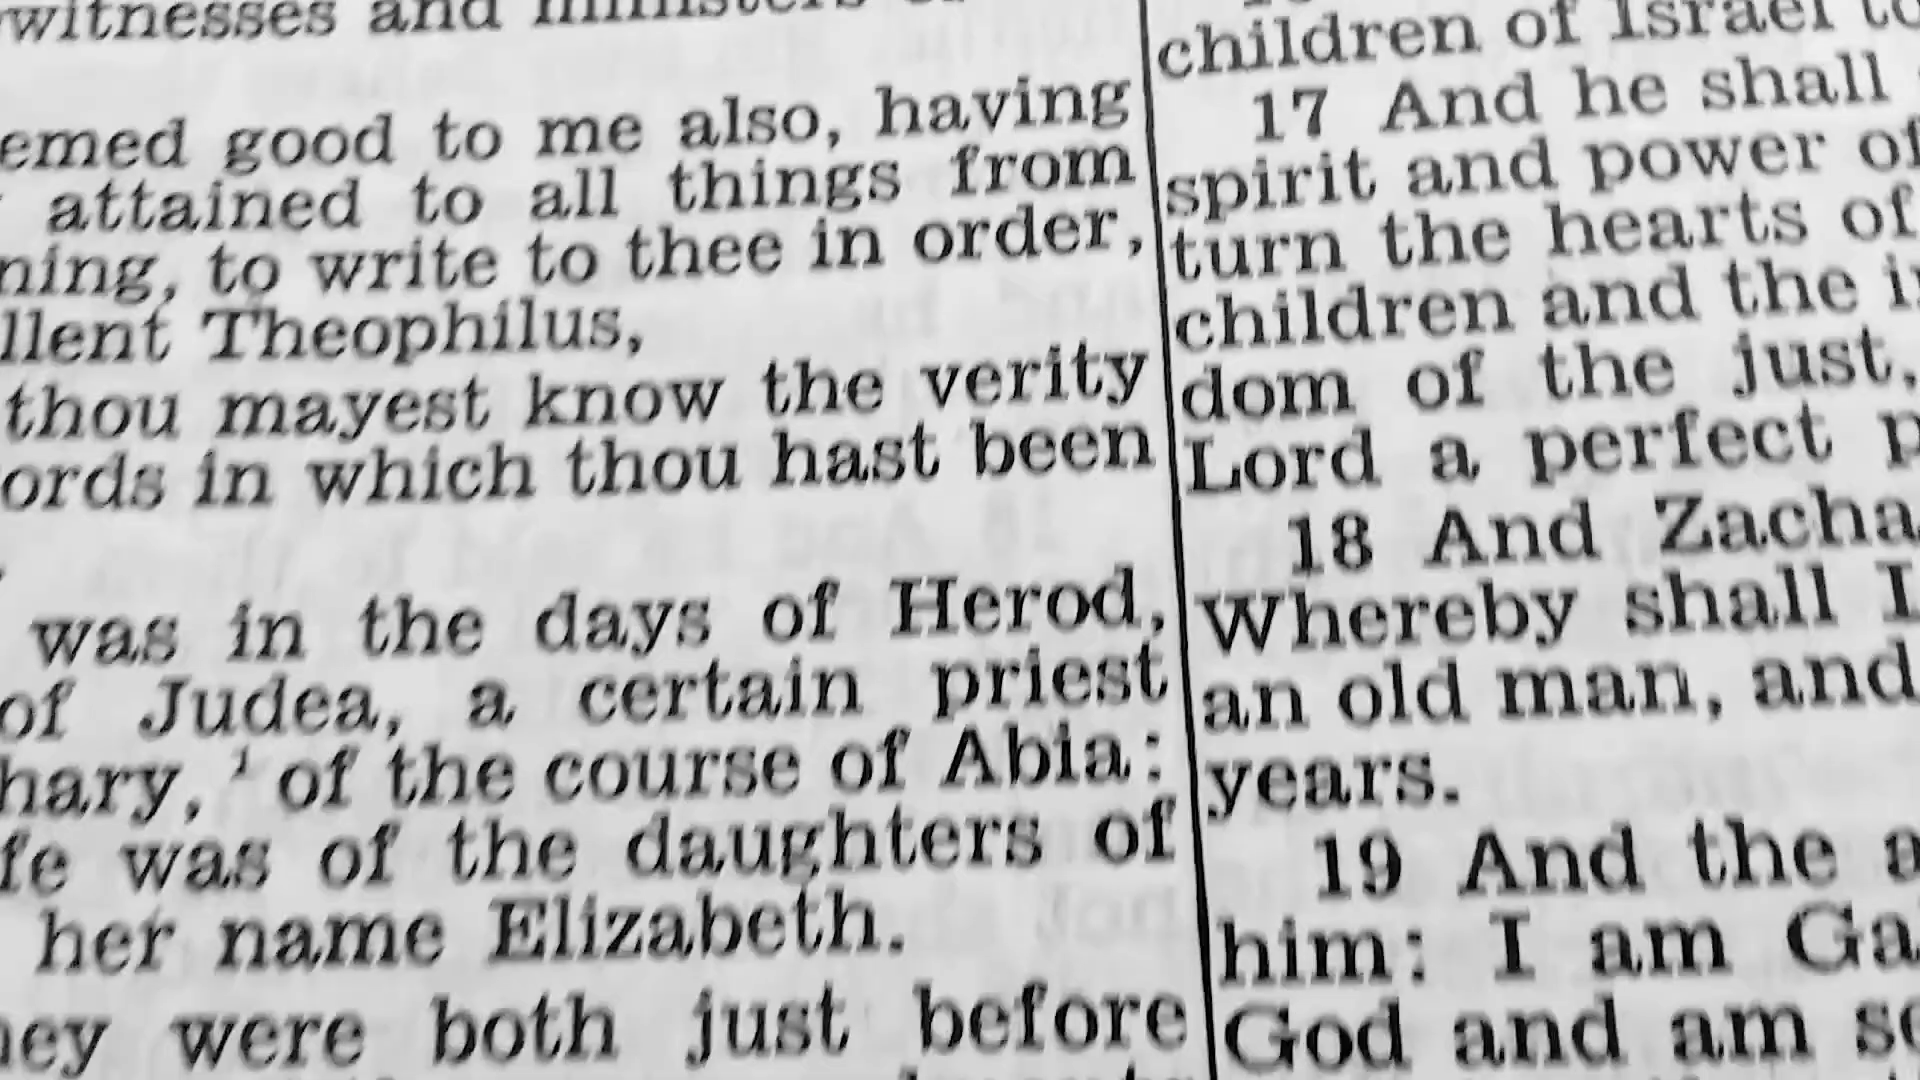 witnesses and ministers
emed good to me also, having
attained to all things from
ning, to write to thee in order,
llent Theophilus,
thou mayest know the verity
ords in which thou hast been
was in the days of Herod,
of Judea, a certain priest
hary, ¹ of the course of Abia:
fe was of the daughters of
her name Elizabeth.
ey were both just before
children of Israel to
17 And he shall
spirit and power of
turn the hearts of
children and the i
dom of the just,
Lord a perfect p
18 And Zacha
Whereby shall I
an old man, and
years.
19 And the a
him: I am Ga
God and am se